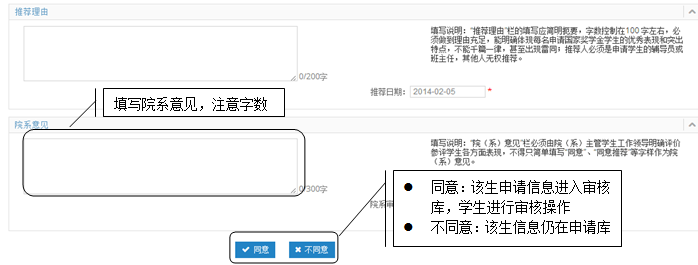 推荐理由
填写说明：“推荐理由”栏的填写应简明扼要，字数控制在100 字左右，必
须做到理由充足，能明确体现每名申请国家奖学金学生的优秀表现和突出
特点，不能千篇一律，甚至出现雷同；推荐人必须是申请学生的辅导员或
班主任，其他人无权推荐。
0/200字
推荐日期： 2014-02-05 *
填写院系意见，注意字数
院系意见
填写说明：“院（系）意见”栏必须由院（系）主管学生工作领导明确评价
参评学生各方面表现，不得只简单填写“同意”、“同意推荐”等字样作为院
（系）意见。
0/300字
院系审
● 同意：该生申请信息进入审核
库，学生进行审核操作
● 不同意：该生信息仍在申请库
同意 不同意